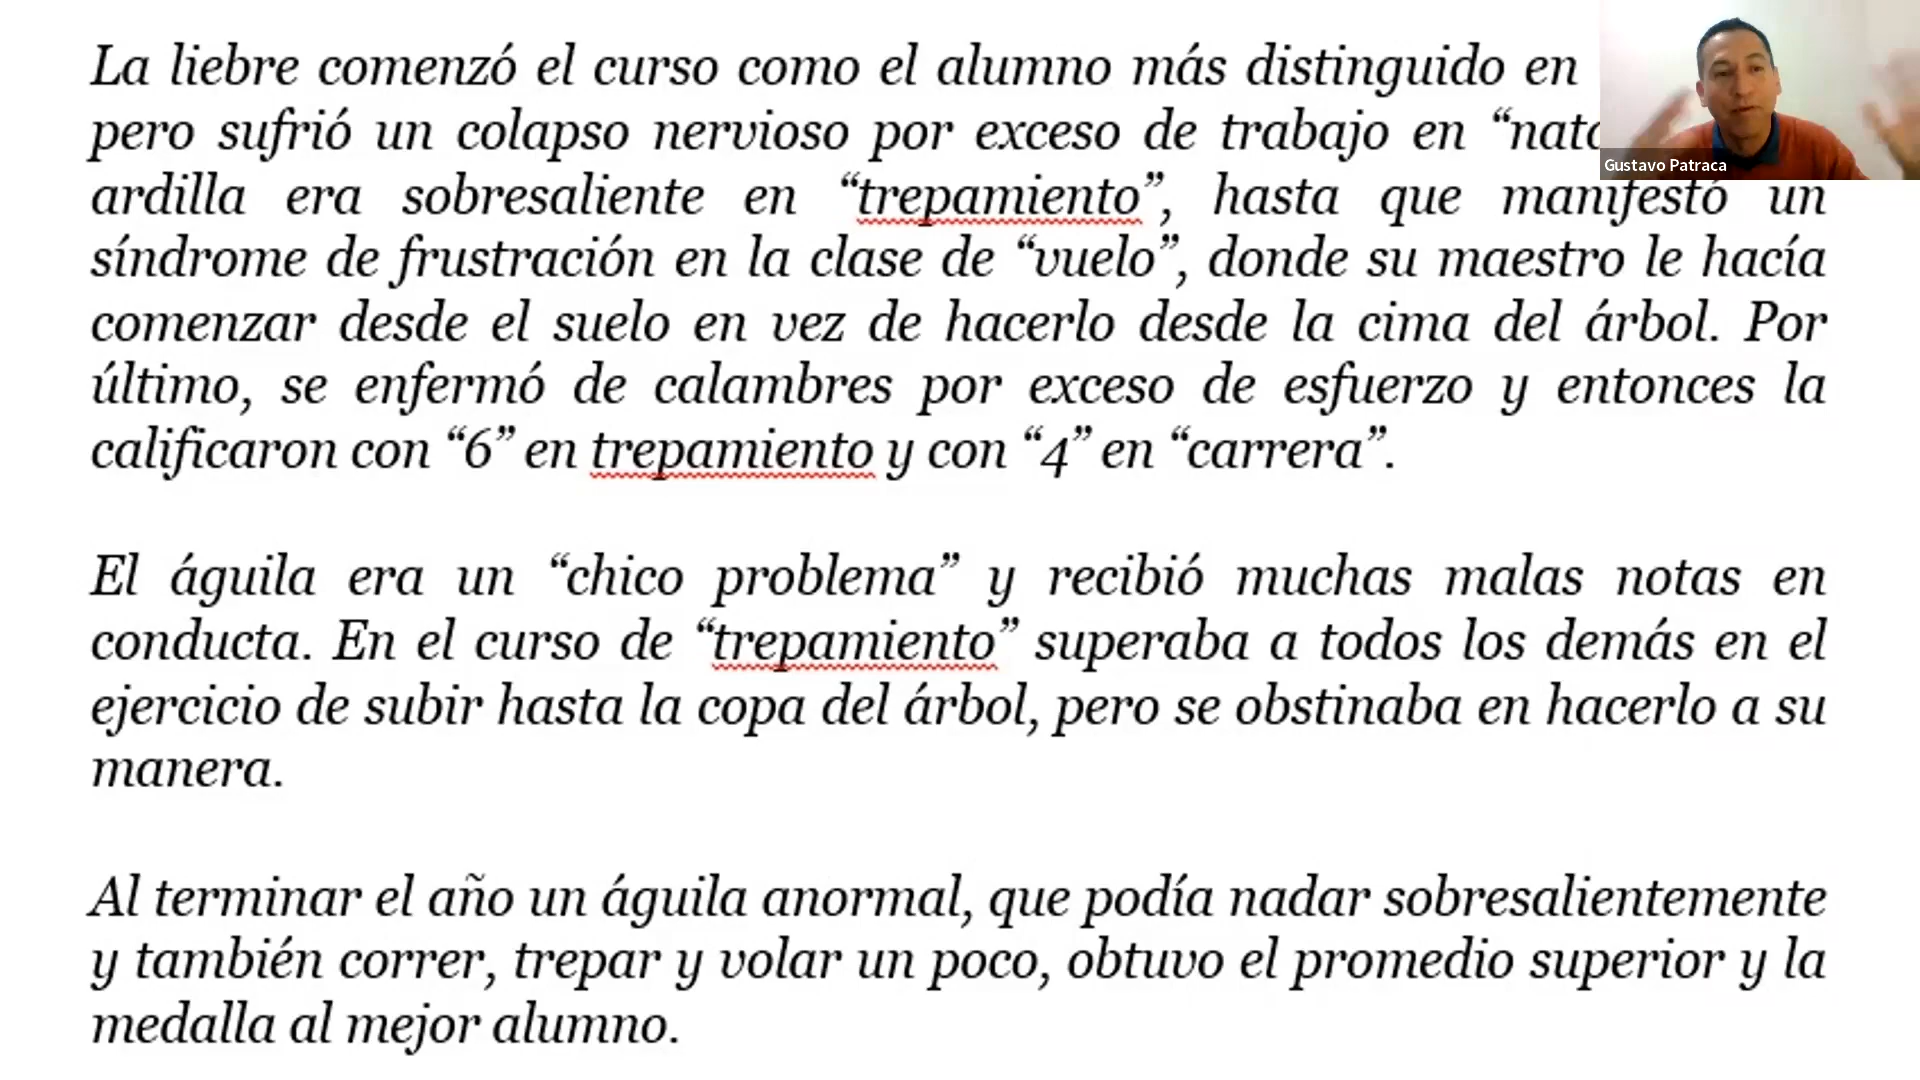 La liebre comenzó el curso como el alumno más distinguido en
pero sufrió un colapso nervioso por exceso de trabajo en
Gustavo Patraca
ardilla era sobresaliente en “trepamiento”, hasta que manifestó un
síndrome de frustración en la clase de “vuelo”, donde su maestro le hacía
comenzar desde el suelo en vez de hacerlo desde la cima del árbol. Por
último, se enfermó de calambres por exceso de esfuerzo y entonces la
calificaron con “6” en trepamiento y con “4” en “carrera”.
El águila era un “chico problema” y recibió muchas malas notas en
conducta. En el curso de “trepamiento” superaba a todos los demás en el
ejercicio de subir hasta la copa del árbol, pero se obstinaba en hacerlo a su
manera.
Al terminar el año un águila anormal, que podía nadar sobresalientemente
y también correr, trepar y volar un poco, obtuvo el promedio superior y la
medalla al mejor alumno.